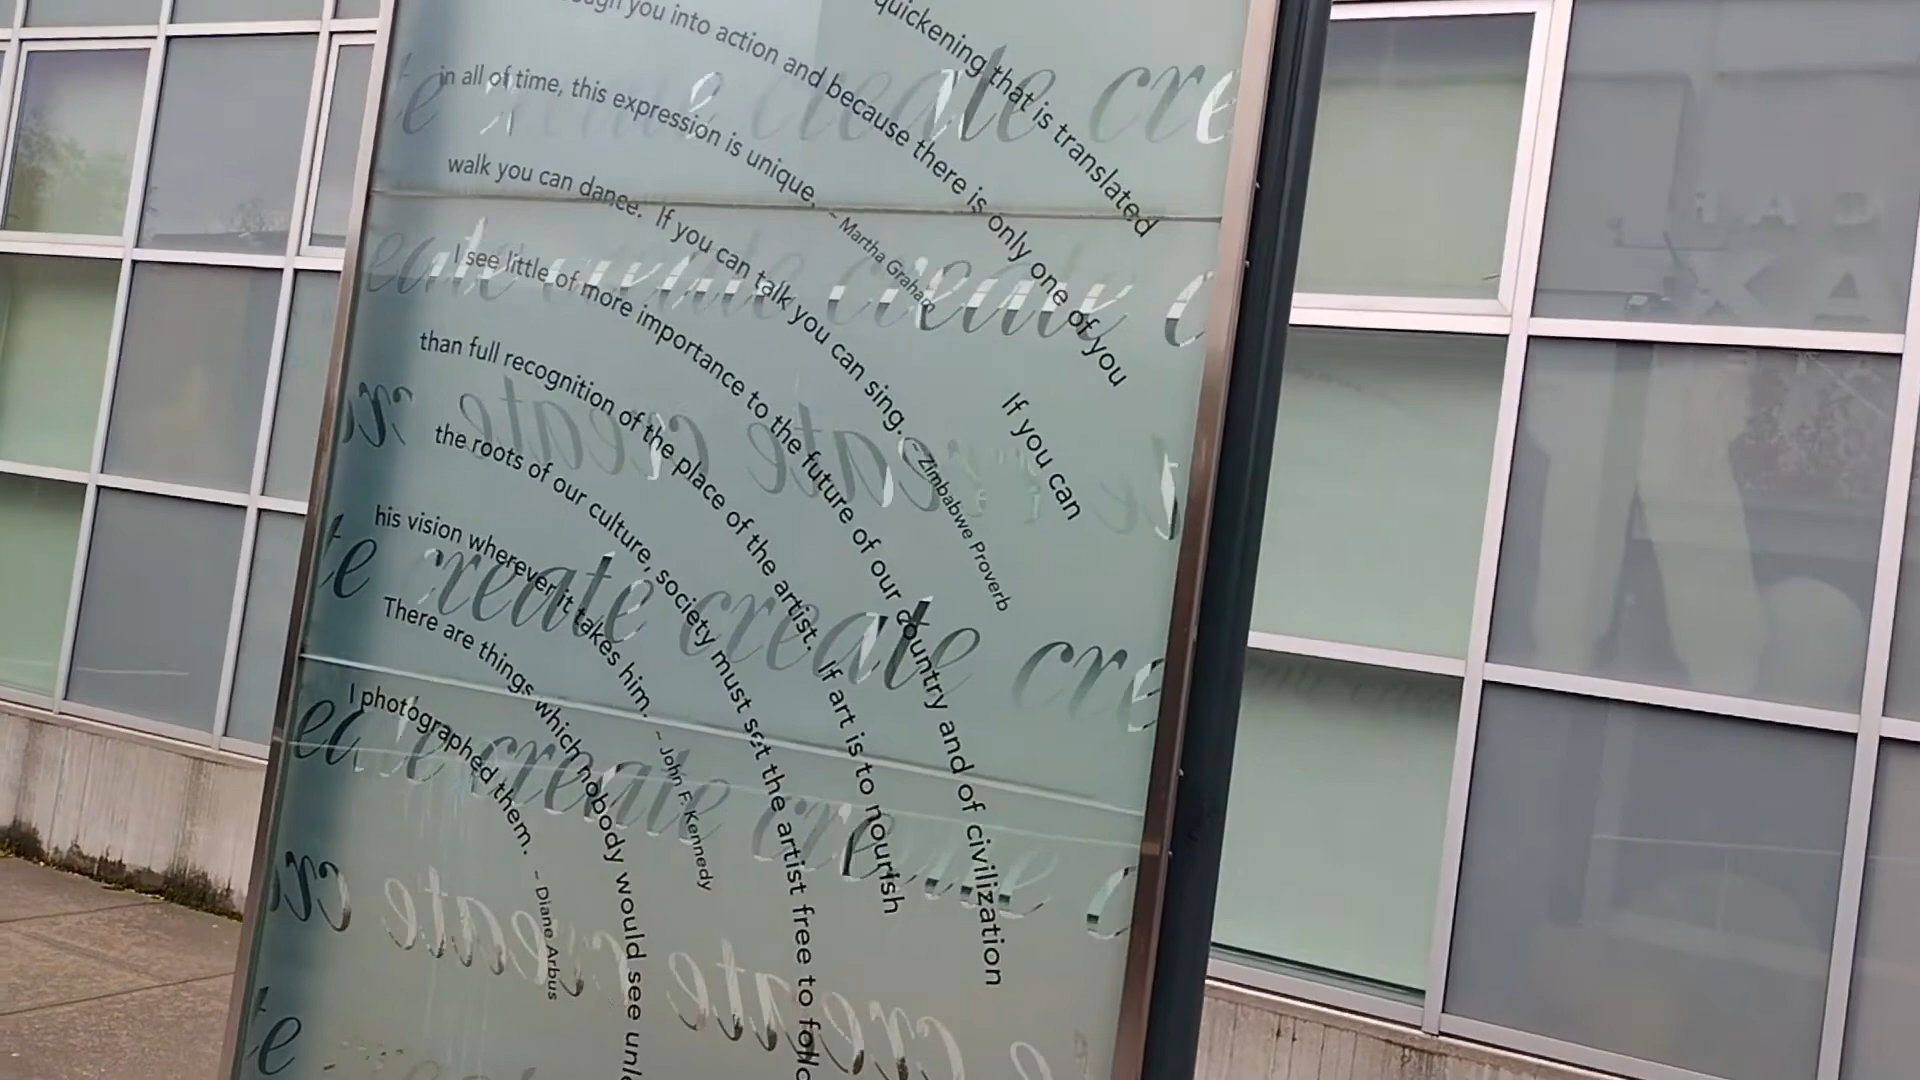 quickening that is translated
you into action and because there is only one of you
in all of time, this expression is unique. ~ Martha Graham
If you can
walk you can dance. If you can talk you can sing. ~ Zimbabwe Proverb
I see little of more importance to the future of our country and of civilization
than full recognition of the place of the artist. If art is to nourish
the roots of our culture, society must set the artist free to
his vision wherever it takes him. ~ John F. Kennedy
There are things which nobody would see
I photographed them. ~ Diane Arbus
create cre
create create
create create
create create cre
create create
create create
create